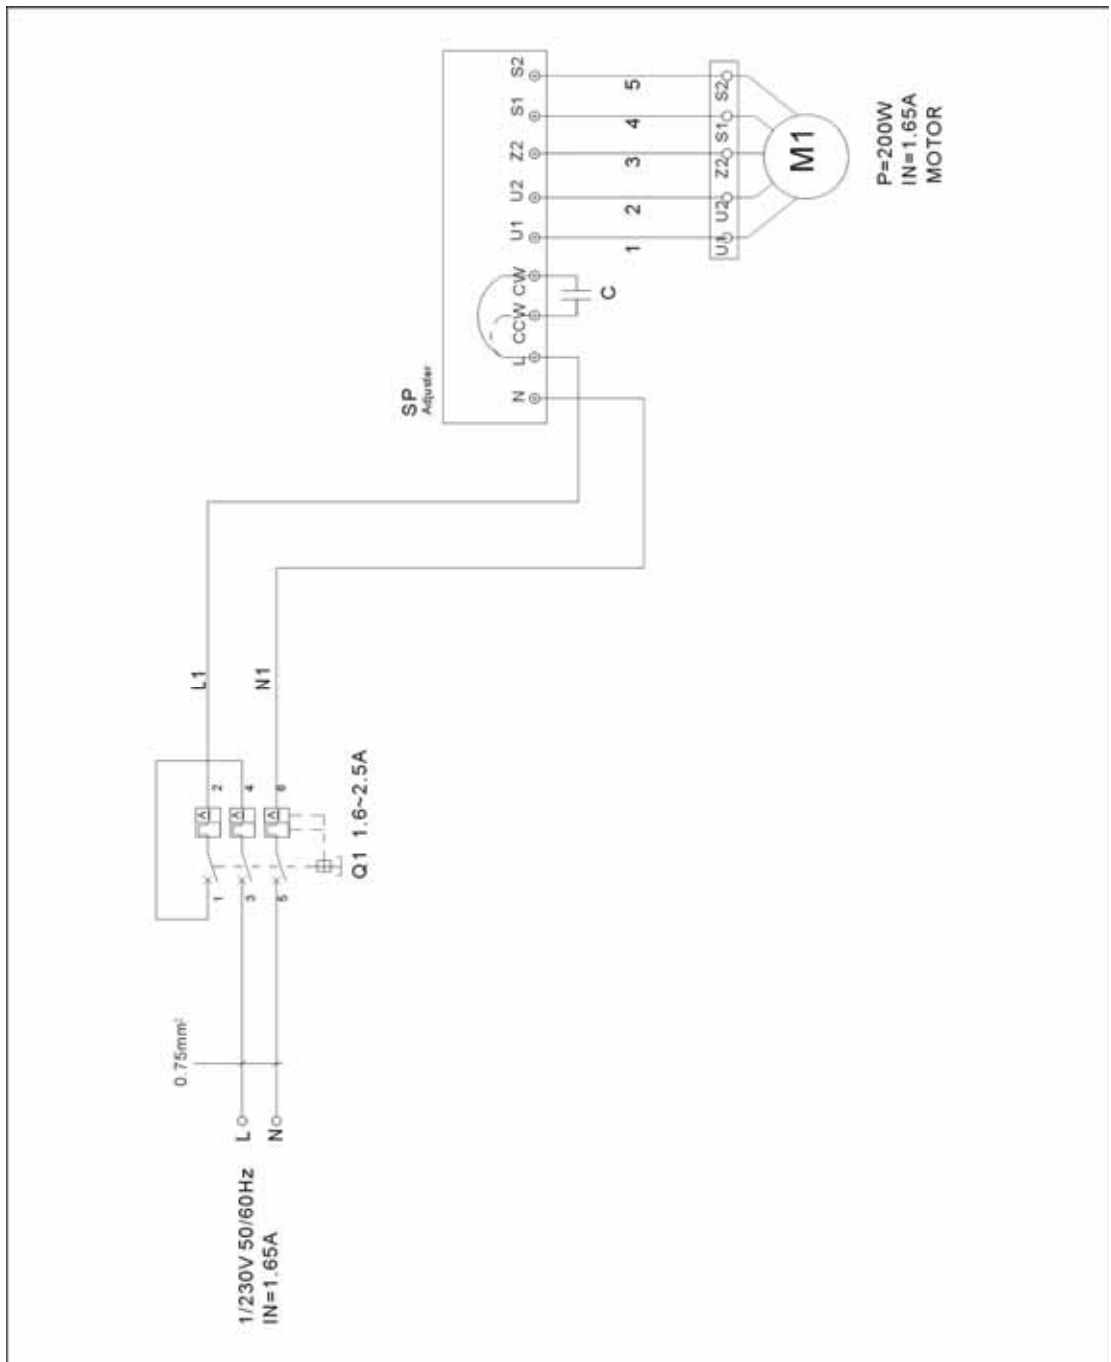 1/230V 50/60Hz
IN=1.65A
L
N
0.75mm²
1
3
5
2
4
6
Q1 1.6~2.5A
L1
N1
SP
Adjuster
N
L
CCW
CW
U1
U2
Z2
S1
S2
C
1
2
3
4
5
U1
U2
Z2
S1
S2
M1
P=200W
IN=1.65A
MOTOR